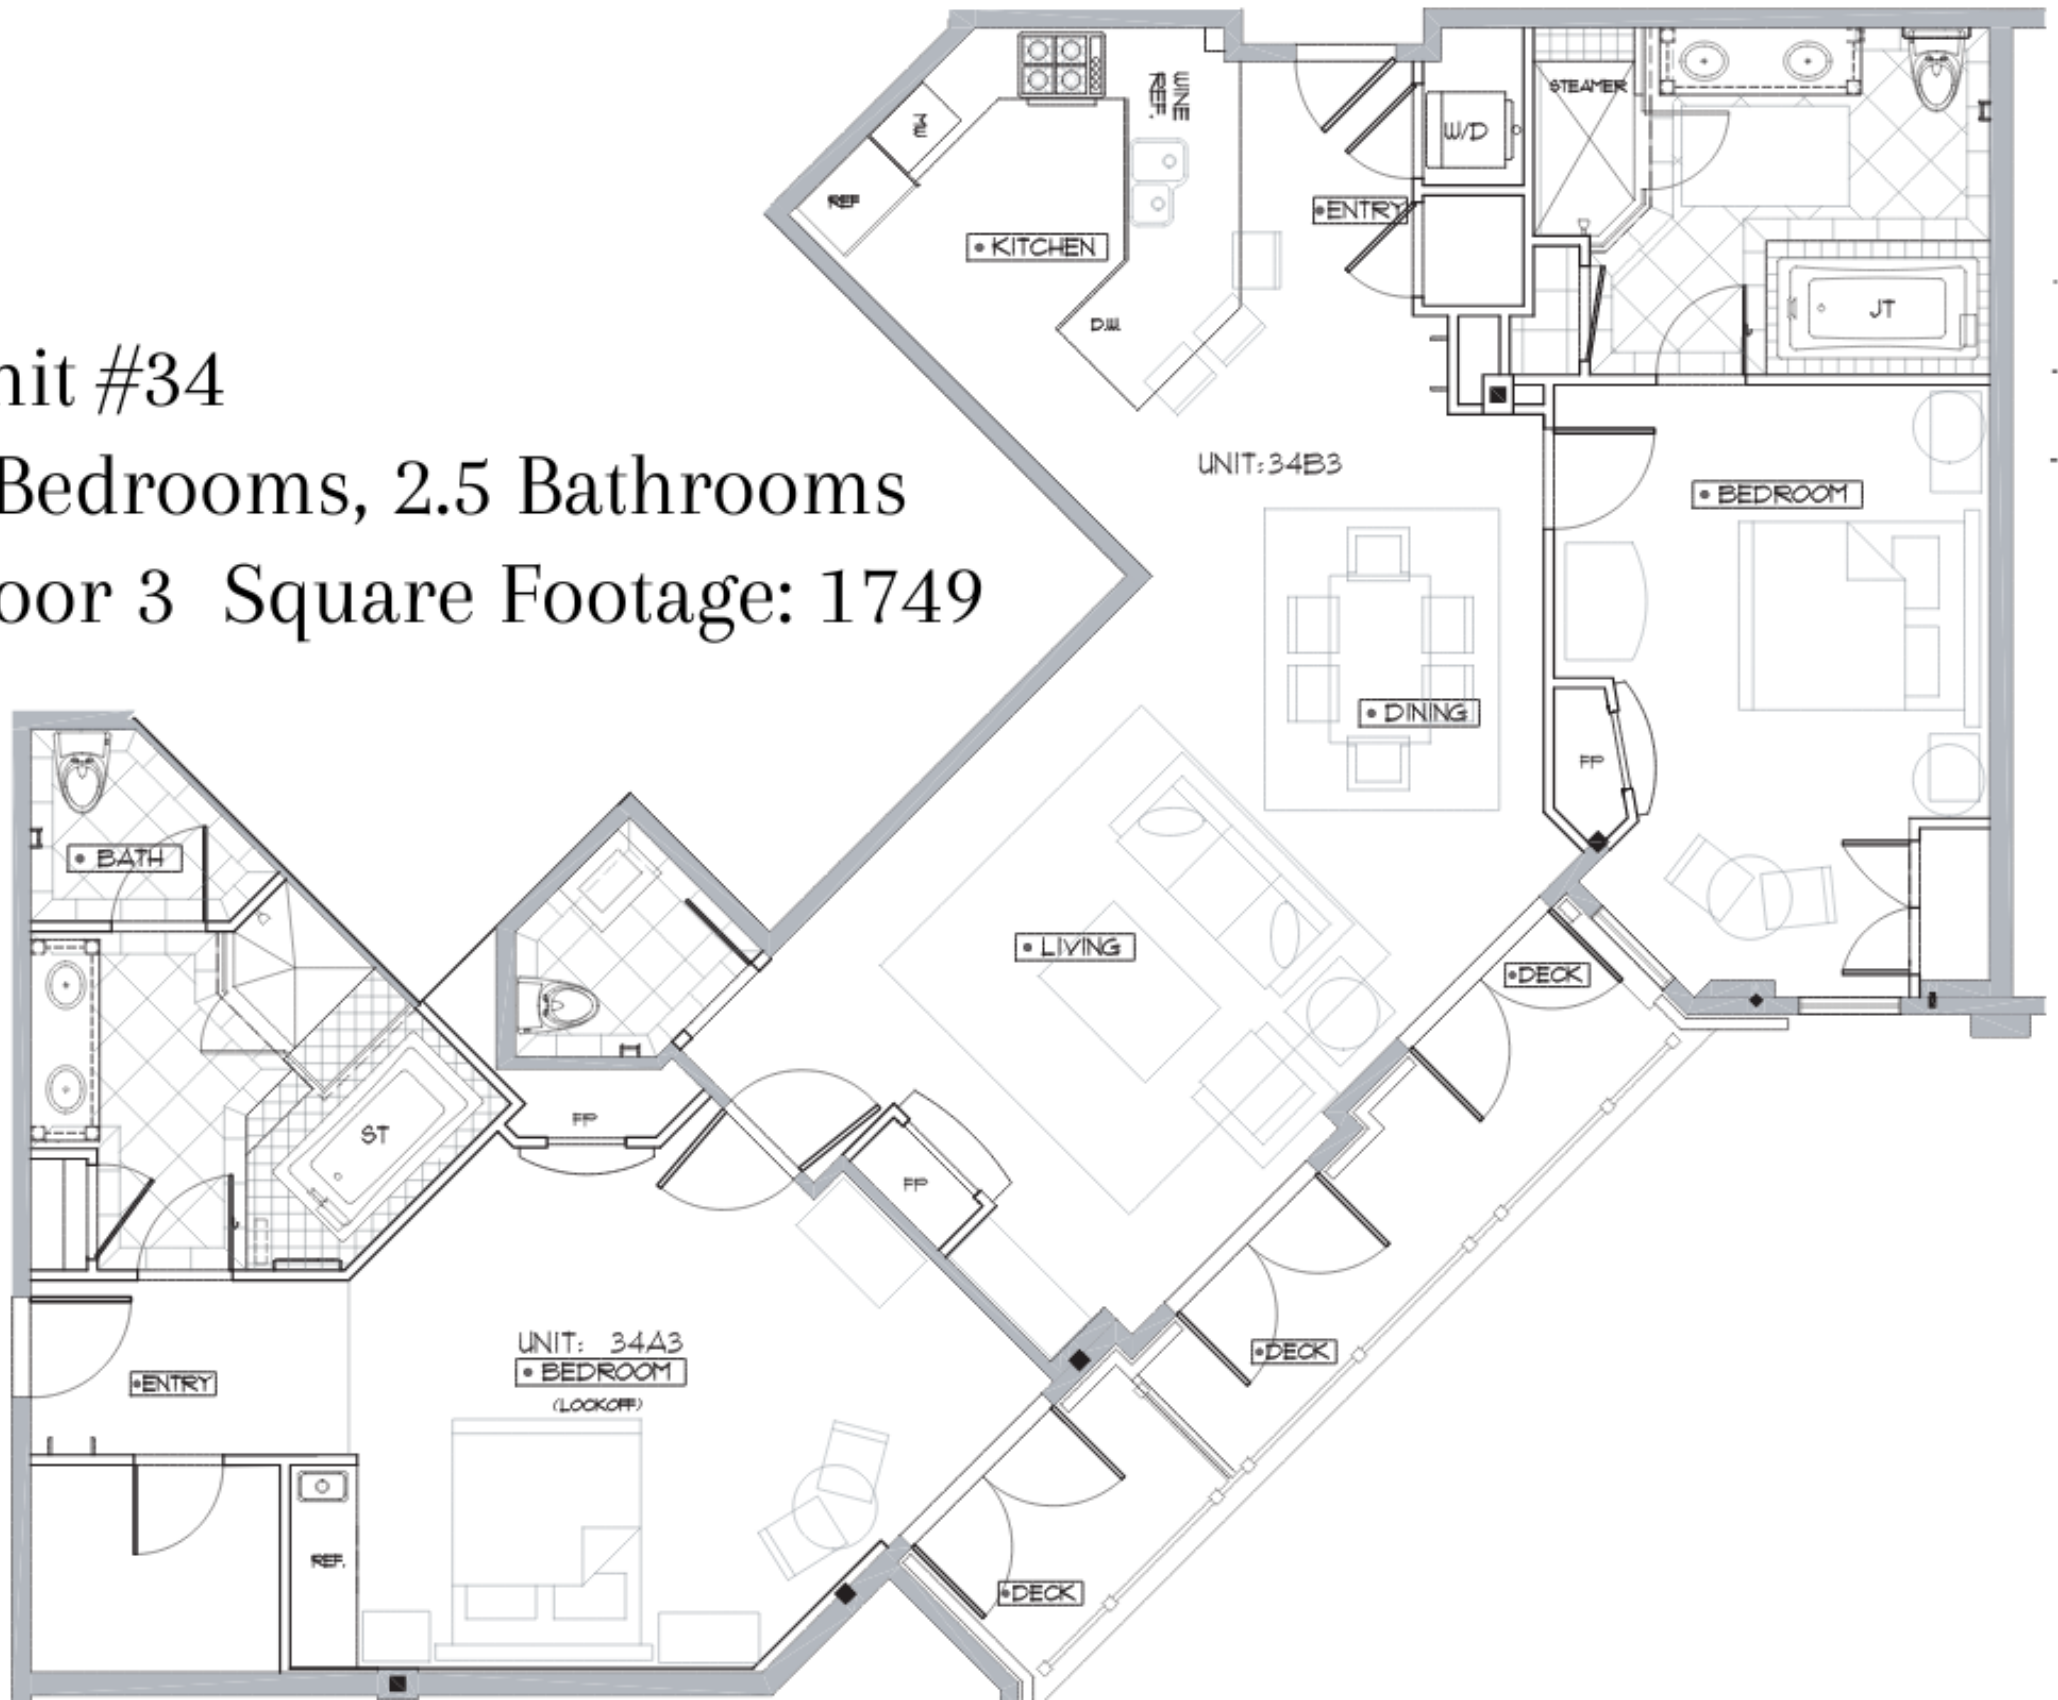 WINE
REF.
STEAMER
W/D
MW
REF
ENTRY
KITCHEN
D.W.
JT
nit #34
Bedrooms, 2.5 Bathrooms
oor 3 Square Footage: 1749
UNIT:34B3
BEDROOM
DINING
FP
BATH
LIVING
DECK
ST
FP
FP
DECK
UNIT: 34A3
BEDROOM
(LOCKOFF)
ENTRY
REF.
DECK